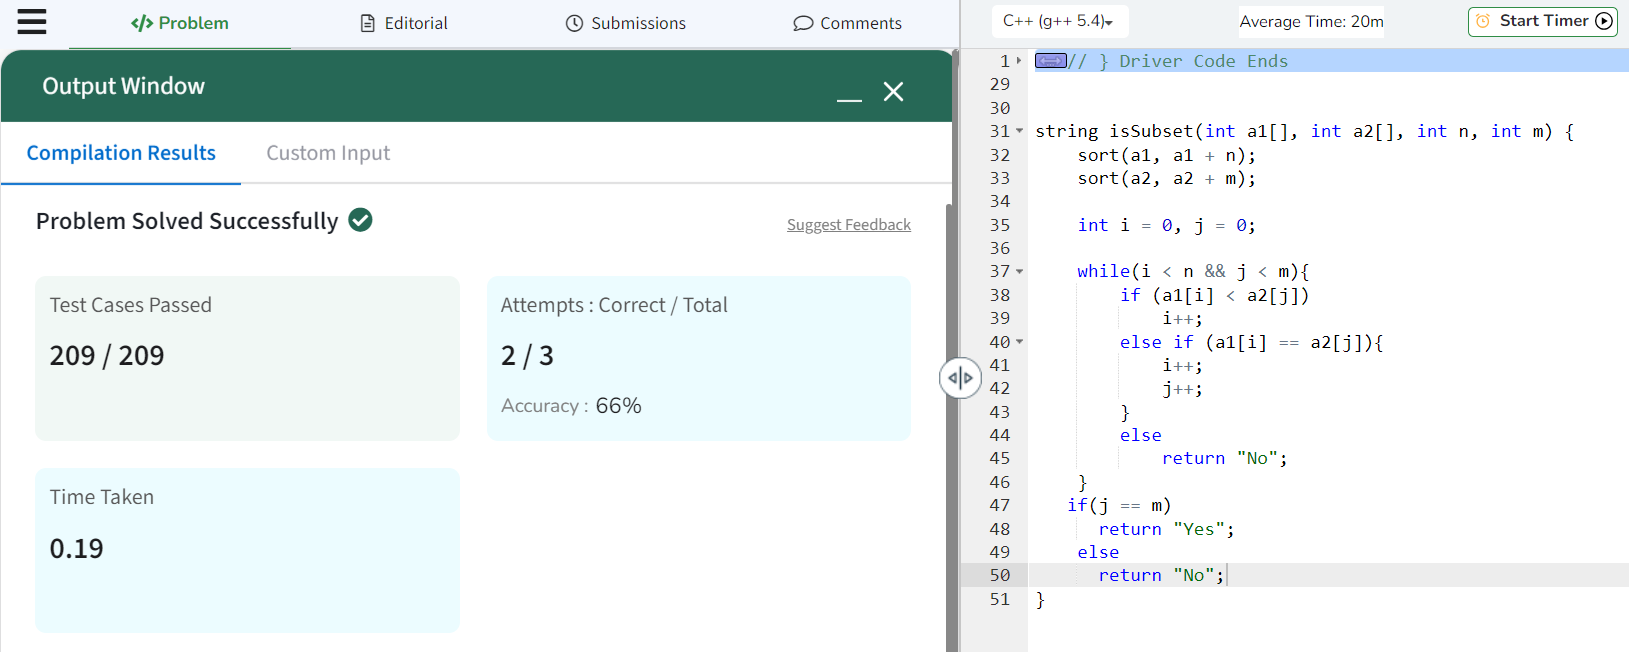 </> Problem
Editorial
Submissions
Comments
C++ (g++ 5.4)
Average Time: 20m
Start Timer
Output Window
Compilation Results
Custom Input
Problem Solved Successfully
Suggest Feedback
Test Cases Passed
209 / 209
Attempts : Correct / Total
2 / 3
Accuracy : 66%
Time Taken
0.19
1 // } Driver Code Ends
29
30
31 string isSubset(int a1[], int a2[], int n, int m) {
32     sort(a1, a1 + n);
33     sort(a2, a2 + m);
34
35     int i = 0, j = 0;
36
37     while(i < n && j < m){
38         if (a1[i] < a2[j])
39             i++;
40         else if (a1[i] == a2[j]){
41             i++;
42             j++;
43         }
44         else
45             return "No";
46     }
47    if(j == m)
48       return "Yes";
49     else
50       return "No";
51 }